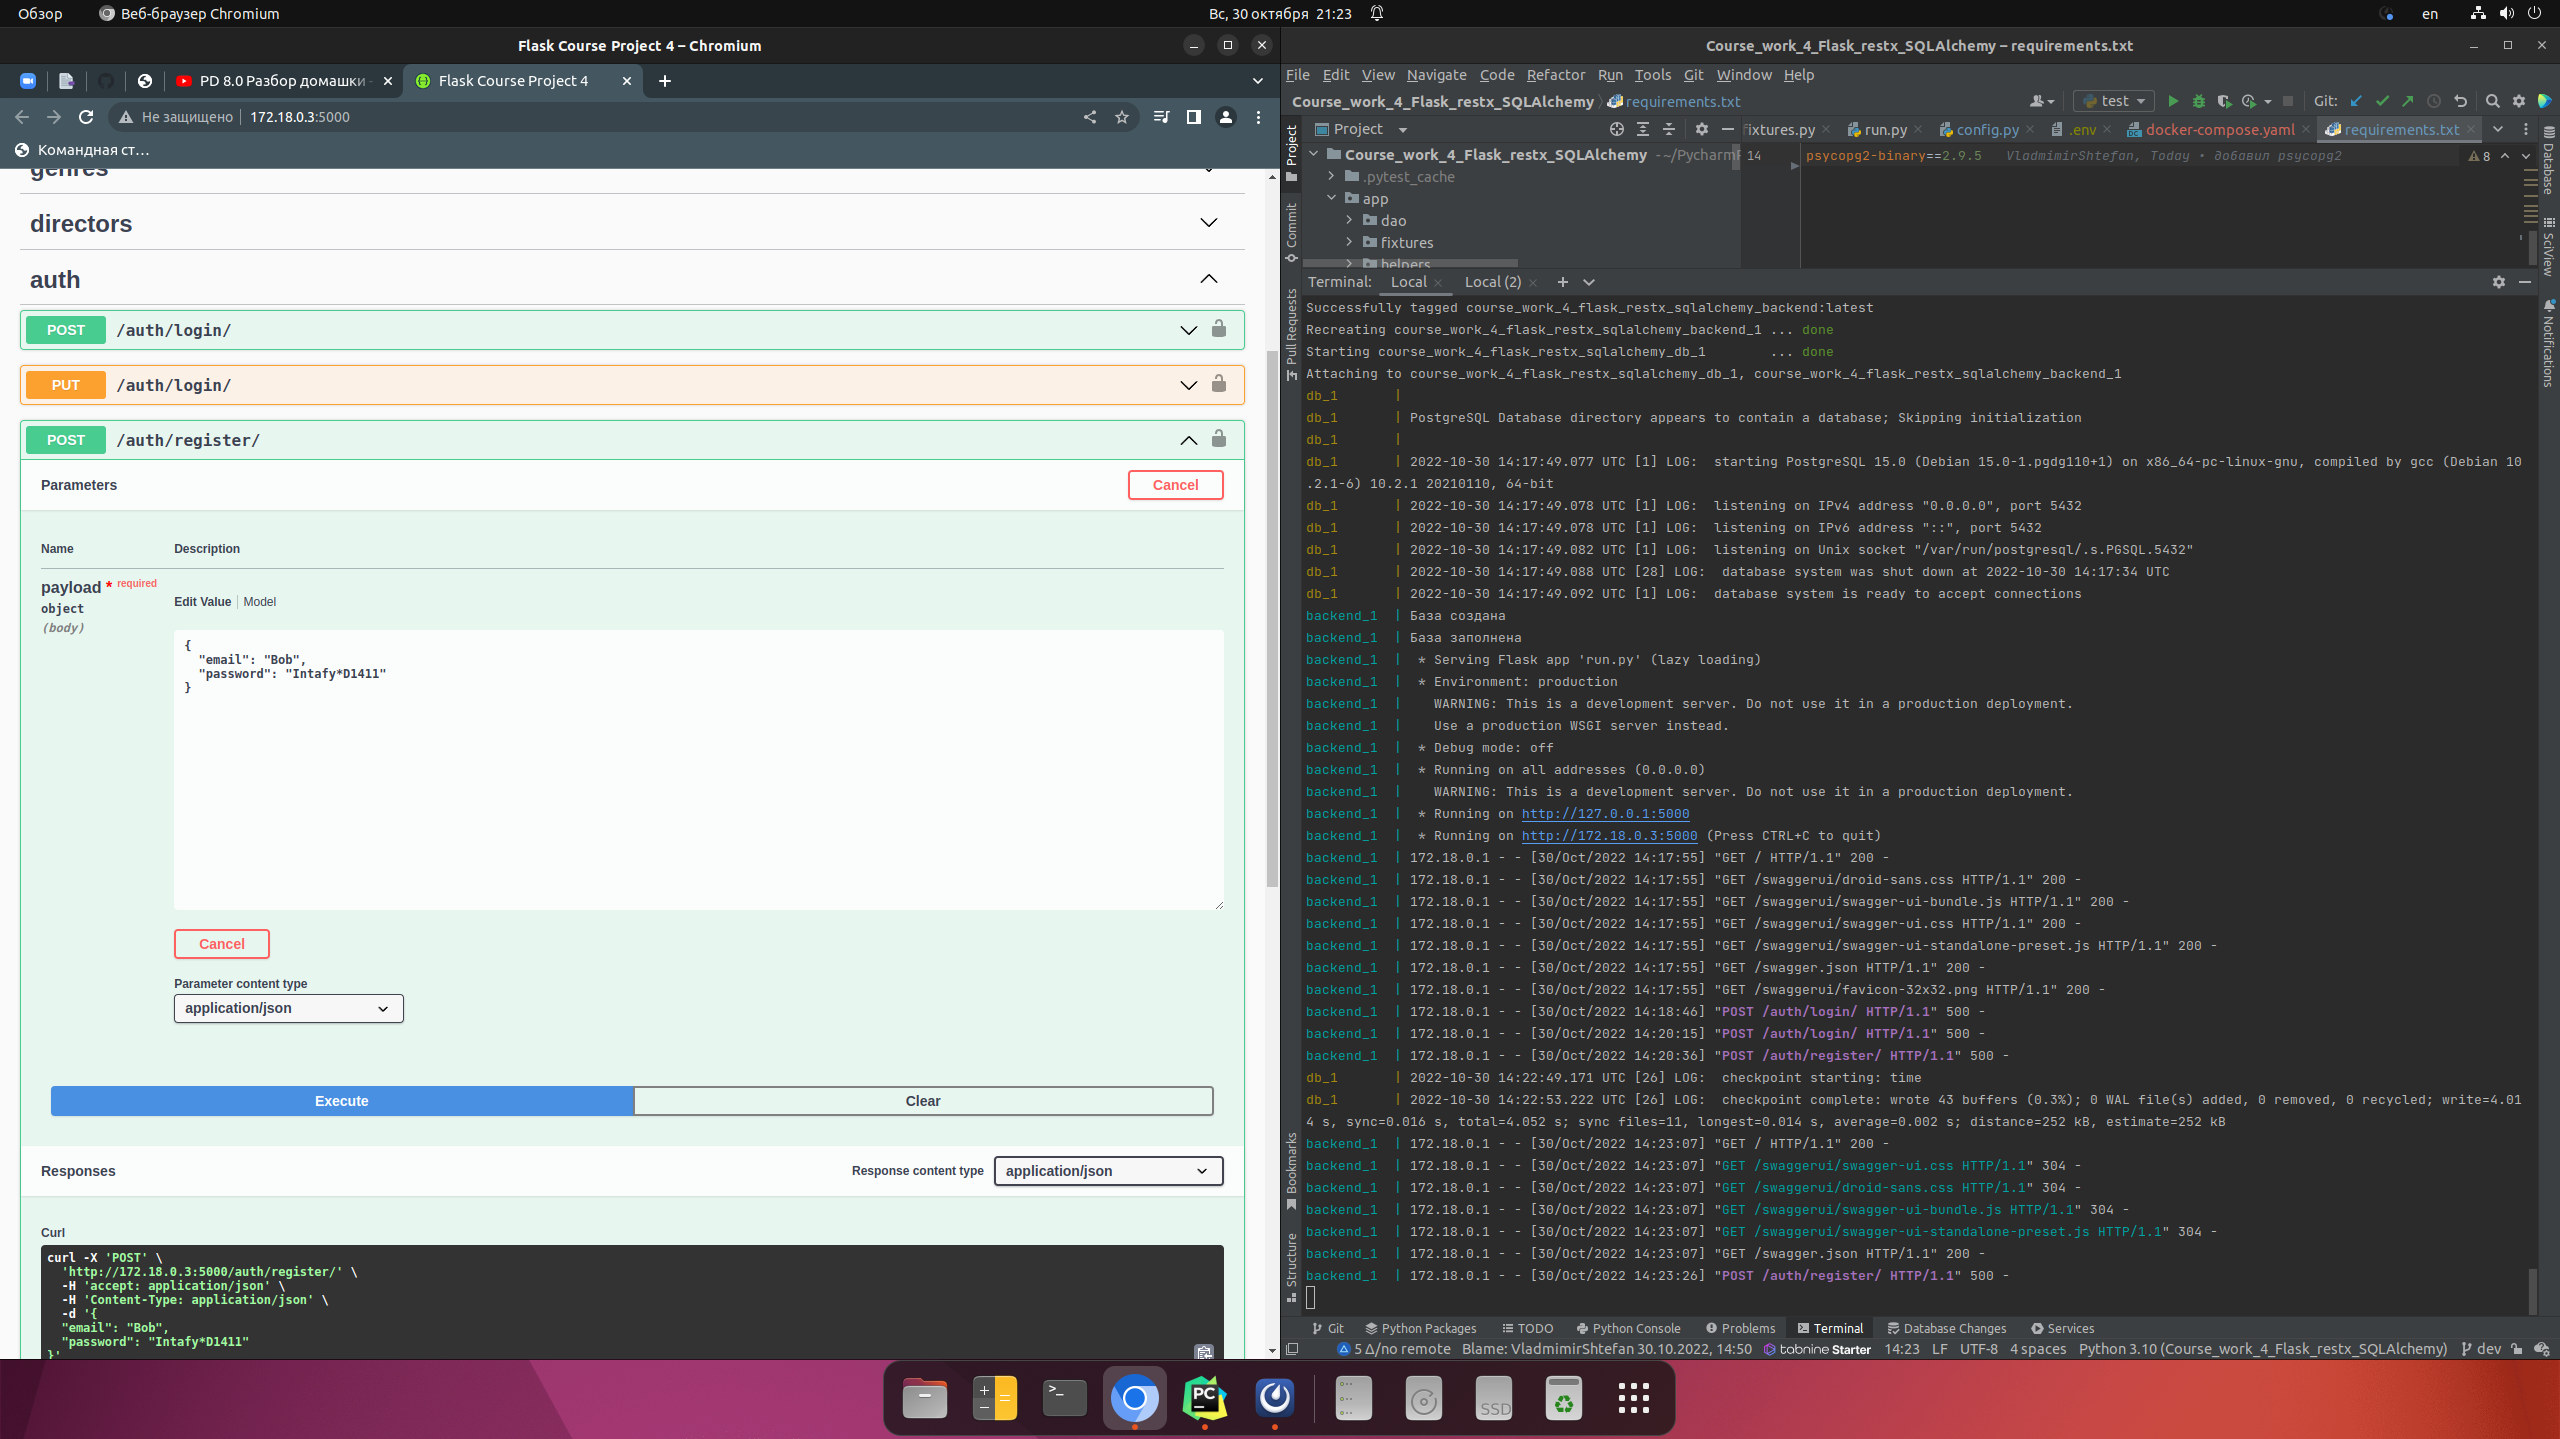 Обзор
Веб-браузер Chromium
Вс, 30 октября 21:23
en
Flask Course Project 4 – Chromium
PD 8.0 Разбор домашки
Flask Course Project 4
Не защищено
172.18.0.3:5000
Командная ст…
genres
directors
auth
POST /auth/login/
PUT /auth/login/
POST /auth/register/
Parameters
Cancel
Name Description
payload * required
object
(body)
Edit Value Model
{
"email": "Bob",
"password": "Intafy*D1411"
}
Cancel
Parameter content type
application/json
Execute
Clear
Responses
Response content type
application/json
Curl
curl -X 'POST' \
'http://172.18.0.3:5000/auth/register/' \
-H 'accept: application/json' \
-H 'Content-Type: application/json' \
-d '{
"email": "Bob",
"password": "Intafy*D1411"
}'
Course_work_4_Flask_restx_SQLAlchemy – requirements.txt
File Edit View Navigate Code Refactor Run Tools Git Window Help
Course_work_4_Flask_restx_SQLAlchemy requirements.txt
test
Git:
Project
fixtures.py run.py config.py .env docker-compose.yaml requirements.txt
Course_work_4_Flask_restx_SQLAlchemy
.pytest_cache
app
dao
fixtures
helpers
14 psycopg2-binary==2.9.5 VladmimirShtefan, Today • добавил psycopg2
8
Project
Commit
Pull Requests
Bookmarks
Structure
Database
SciView
Notifications
Terminal: Local Local (2)
Successfully tagged course_work_4_flask_restx_sqlalchemy_backend:latest
Recreating course_work_4_flask_restx_sqlalchemy_backend_1 ... done
Starting course_work_4_flask_restx_sqlalchemy_db_1 ... done
Attaching to course_work_4_flask_restx_sqlalchemy_db_1, course_work_4_flask_restx_sqlalchemy_backend_1
db_1 |
db_1 | PostgreSQL Database directory appears to contain a database; Skipping initialization
db_1 |
db_1 | 2022-10-30 14:17:49.077 UTC [1] LOG: starting PostgreSQL 15.0 (Debian 15.0-1.pgdg110+1) on x86_64-pc-linux-gnu, compiled by gcc (Debian 10
.2.1-6) 10.2.1 20210110, 64-bit
db_1 | 2022-10-30 14:17:49.078 UTC [1] LOG: listening on IPv4 address "0.0.0.0", port 5432
db_1 | 2022-10-30 14:17:49.078 UTC [1] LOG: listening on IPv6 address "::", port 5432
db_1 | 2022-10-30 14:17:49.082 UTC [1] LOG: listening on Unix socket "/var/run/postgresql/.s.PGSQL.5432"
db_1 | 2022-10-30 14:17:49.088 UTC [28] LOG: database system was shut down at 2022-10-30 14:17:34 UTC
db_1 | 2022-10-30 14:17:49.092 UTC [1] LOG: database system is ready to accept connections
backend_1 | База создана
backend_1 | База заполнена
backend_1 | * Serving Flask app 'run.py' (lazy loading)
backend_1 | * Environment: production
backend_1 | WARNING: This is a development server. Do not use it in a production deployment.
backend_1 | Use a production WSGI server instead.
backend_1 | * Debug mode: off
backend_1 | * Running on all addresses (0.0.0.0)
backend_1 | WARNING: This is a development server. Do not use it in a production deployment.
backend_1 | * Running on http://127.0.0.1:5000
backend_1 | * Running on http://172.18.0.3:5000 (Press CTRL+C to quit)
backend_1 | 172.18.0.1 - - [30/Oct/2022 14:17:55] "GET / HTTP/1.1" 200 -
backend_1 | 172.18.0.1 - - [30/Oct/2022 14:17:55] "GET /swaggerui/droid-sans.css HTTP/1.1" 200 -
backend_1 | 172.18.0.1 - - [30/Oct/2022 14:17:55] "GET /swaggerui/swagger-ui-bundle.js HTTP/1.1" 200 -
backend_1 | 172.18.0.1 - - [30/Oct/2022 14:17:55] "GET /swaggerui/swagger-ui.css HTTP/1.1" 200 -
backend_1 | 172.18.0.1 - - [30/Oct/2022 14:17:55] "GET /swaggerui/swagger-ui-standalone-preset.js HTTP/1.1" 200 -
backend_1 | 172.18.0.1 - - [30/Oct/2022 14:17:55] "GET /swagger.json HTTP/1.1" 200 -
backend_1 | 172.18.0.1 - - [30/Oct/2022 14:17:55] "GET /swaggerui/favicon-32x32.png HTTP/1.1" 200 -
backend_1 | 172.18.0.1 - - [30/Oct/2022 14:18:46] "POST /auth/login/ HTTP/1.1" 500 -
backend_1 | 172.18.0.1 - - [30/Oct/2022 14:20:15] "POST /auth/login/ HTTP/1.1" 500 -
backend_1 | 172.18.0.1 - - [30/Oct/2022 14:20:36] "POST /auth/register/ HTTP/1.1" 500 -
db_1 | 2022-10-30 14:22:49.171 UTC [26] LOG: checkpoint starting: time
db_1 | 2022-10-30 14:22:53.222 UTC [26] LOG: checkpoint complete: wrote 43 buffers (0.3%); 0 WAL file(s) added, 0 removed, 0 recycled; write=4.01
4 s, sync=0.016 s, total=4.052 s; sync files=11, longest=0.014 s, average=0.002 s; distance=252 kB, estimate=252 kB
backend_1 | 172.18.0.1 - - [30/Oct/2022 14:23:07] "GET / HTTP/1.1" 200 -
backend_1 | 172.18.0.1 - - [30/Oct/2022 14:23:07] "GET /swaggerui/swagger-ui.css HTTP/1.1" 304 -
backend_1 | 172.18.0.1 - - [30/Oct/2022 14:23:07] "GET /swaggerui/droid-sans.css HTTP/1.1" 304 -
backend_1 | 172.18.0.1 - - [30/Oct/2022 14:23:07] "GET /swaggerui/swagger-ui-bundle.js HTTP/1.1" 304 -
backend_1 | 172.18.0.1 - - [30/Oct/2022 14:23:07] "GET /swaggerui/swagger-ui-standalone-preset.js HTTP/1.1" 304 -
backend_1 | 172.18.0.1 - - [30/Oct/2022 14:23:07] "GET /swagger.json HTTP/1.1" 200 -
backend_1 | 172.18.0.1 - - [30/Oct/2022 14:23:26] "POST /auth/register/ HTTP/1.1" 500 -
Git Python Packages TODO Python Console Problems Terminal Database Changes Services
5 Δ/no remote Blame: VladmimirShtefan 30.10.2022, 14:50 tabnine Starter 14:23 LF UTF-8 4 spaces Python 3.10 (Course_work_4_Flask_restx_SQLAlchemy) dev
PC
SSD